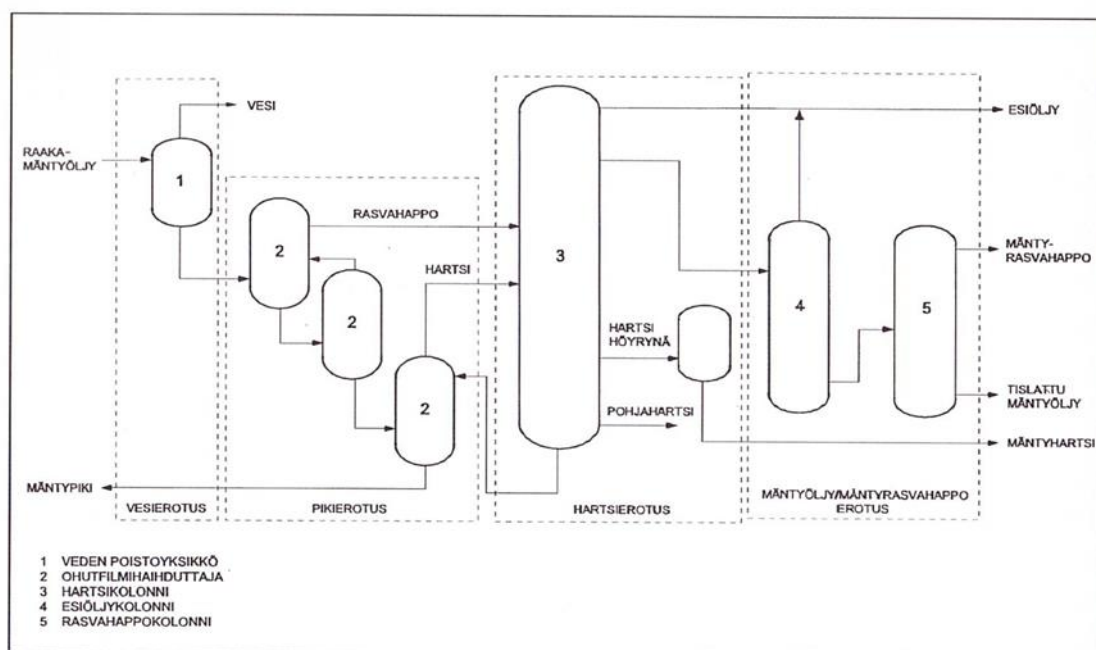 VESI
ESIÖLJY
RAAKA-
MÄNTYÖLJY
1
RASVAHAPPO
2
3
HARTSI
MÄNTY-
RASVAHAPPO
2
4
5
HARTSI
HÖYRYNÄ
2
TISLATTU
MÄNTYÖLJY
POHJAHARTSI
MÄNTYHARTSI
MÄNTYPIKI
VESIEROTUS
PIKIEROTUS
HARTSIEROTUS
MÄNTYÖLJY/MÄNTYRASVAHAPPO
EROTUS
1 VEDEN POISTOYKSIKKÖ
2 OHUTFILMIHAIHDUTTAJA
3 HARTSIKOLONNI
4 ESIÖLJYKOLONNI
5 RASVAHAPPOKOLONNI